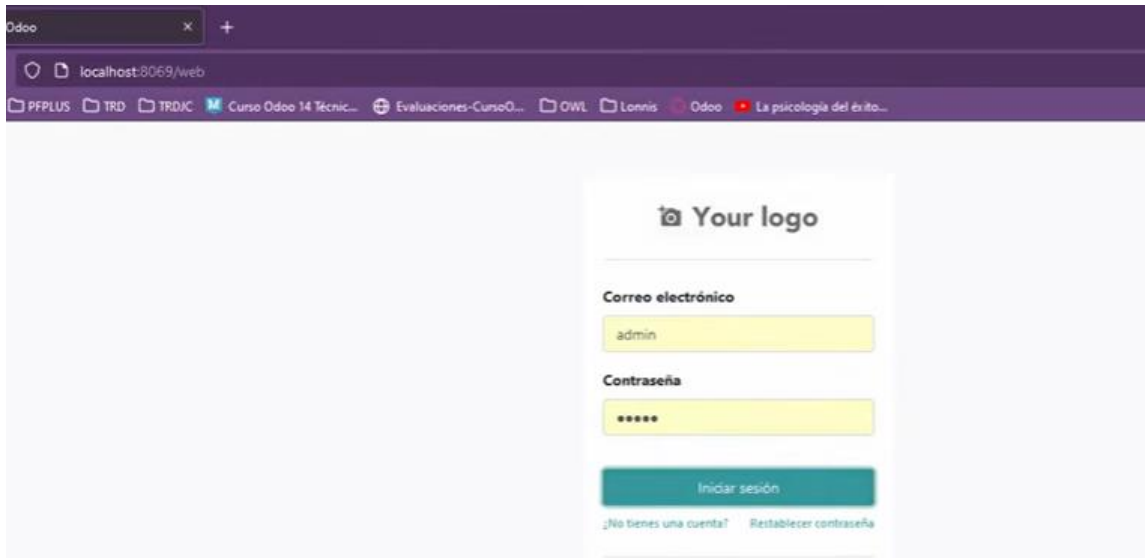 Odoo × +
localhost:8069/web
PFPLUS TRD TRDJC M Curso Odoo 14 Técnic... Evaluaciones-CursoO... OWL Lonnis Odoo La psicología del éxito...
Your logo
Correo electrónico
admin
Contraseña
•••••
Iniciar sesión
¿No tienes una cuenta? Restablecer contraseña